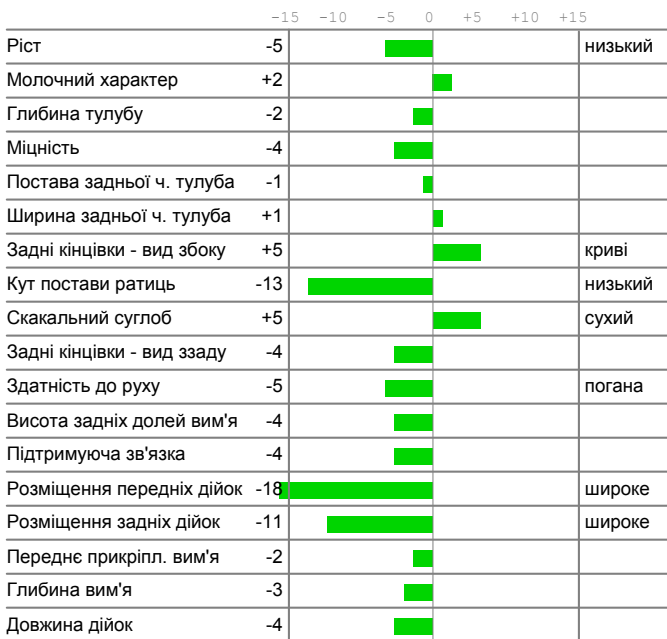 -15 -10 -5 0 +5 +10 +15
Ріст -5 низький
Молочний характер +2
Глибина тулубу -2
Міцність -4
Постава задньої ч. тулуба -1
Ширина задньої ч. тулуба +1
Задні кінцівки - вид збоку +5 криві
Кут постави ратиць -13 низький
Скакальний суглоб +5 сухий
Задні кінцівки - вид ззаду -4
Здатність до руху -5 погана
Висота задніх долей вим'я -4
Підтримуюча зв'язка -4
Розміщення передніх дійок -18 широке
Розміщення задніх дійок -11 широке
Переднє прикріпл. вим'я -2
Глибина вим'я -3
Довжина дійок -4